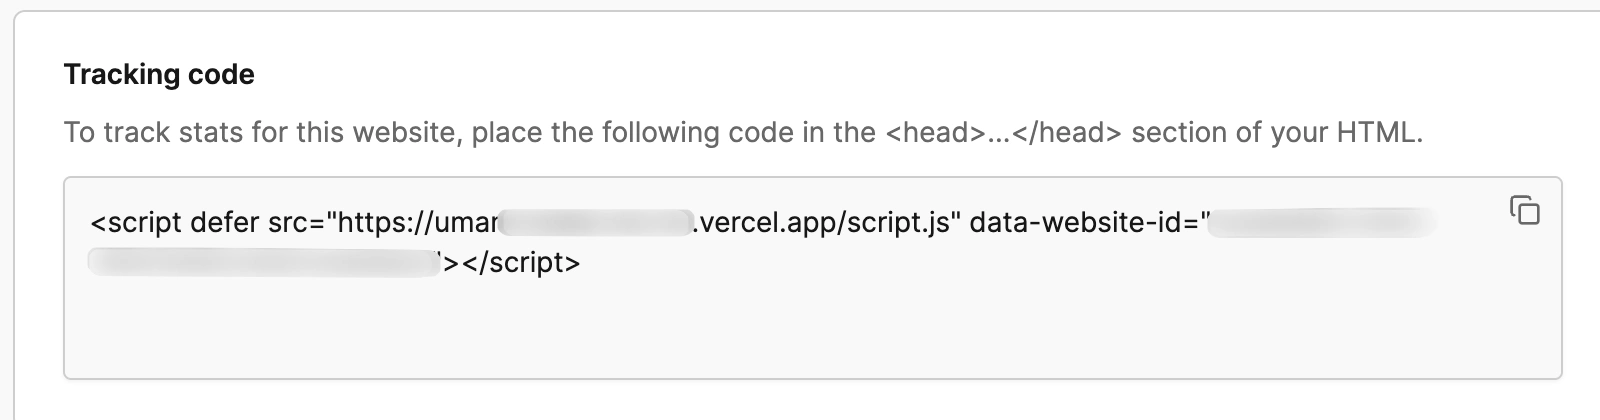 Tracking code
To track stats for this website, place the following code in the <head>...</head> section of your HTML.
<script defer src="https://umar .vercel.app/script.js" data-website-id="
"></script>